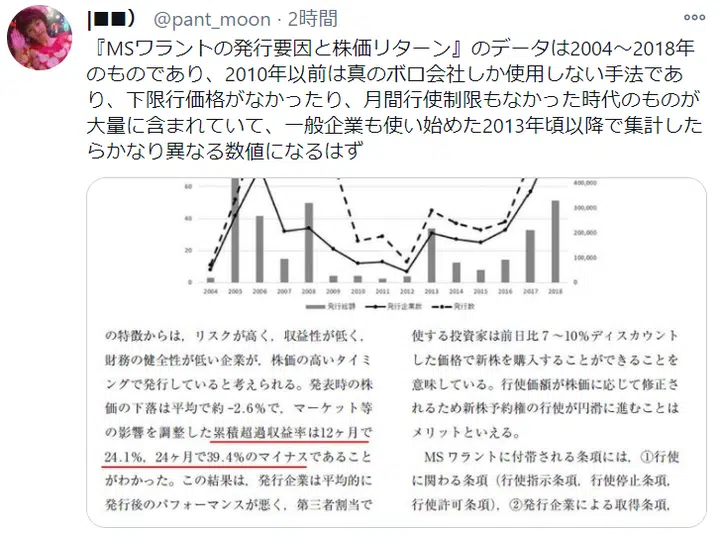 |■■） @pant_moon · 2時間
『MSワラントの発行要因と株価リターン』のデータは2004〜2018年
のものであり、2010年以前は真のボロ会社しか使用しない手法であ
り、下限行価格がなかったり、月間行使制限もなかった時代のものが
大量に含まれていて、一般企業も使い始めた2013年頃以降で集計した
らかなり異なる数値になるはず
60 400,000
40 300,000
200,000
20 100,000
0 0
2004 2005 2006 2007 2008 2009 2010 2011 2012 2013 2014 2015 2016 2017 2018
発行総額 発行企業数 発行数
の特徴からは，リスクが高く，収益性が低く，
財務の健全性が低い企業が，株価の高いタイミ
ングで発行していると考えられる。発表時の株
価の下落は平均で約-2.6%で，マーケット等
の影響を調整した累積超過収益率は12ヶ月で
24.1%，24ヶ月で39.4%のマイナスであること
がわかった。この結果は，発行企業は平均的に
発行後のパフォーマンスが悪く，第三者割当で
使する投資家は前日比7〜10%ディスカウント
した価格で新株を購入することができることを
意味している。行使価額が株価に応じて修正さ
れるため新株予約権の行使が円滑に進むことは
メリットといえる。
MSワラントに付帯される条項には，①行使
に関わる条項（行使指示条項，行使停止条項，
行使許可条項），②発行企業による取得条項，